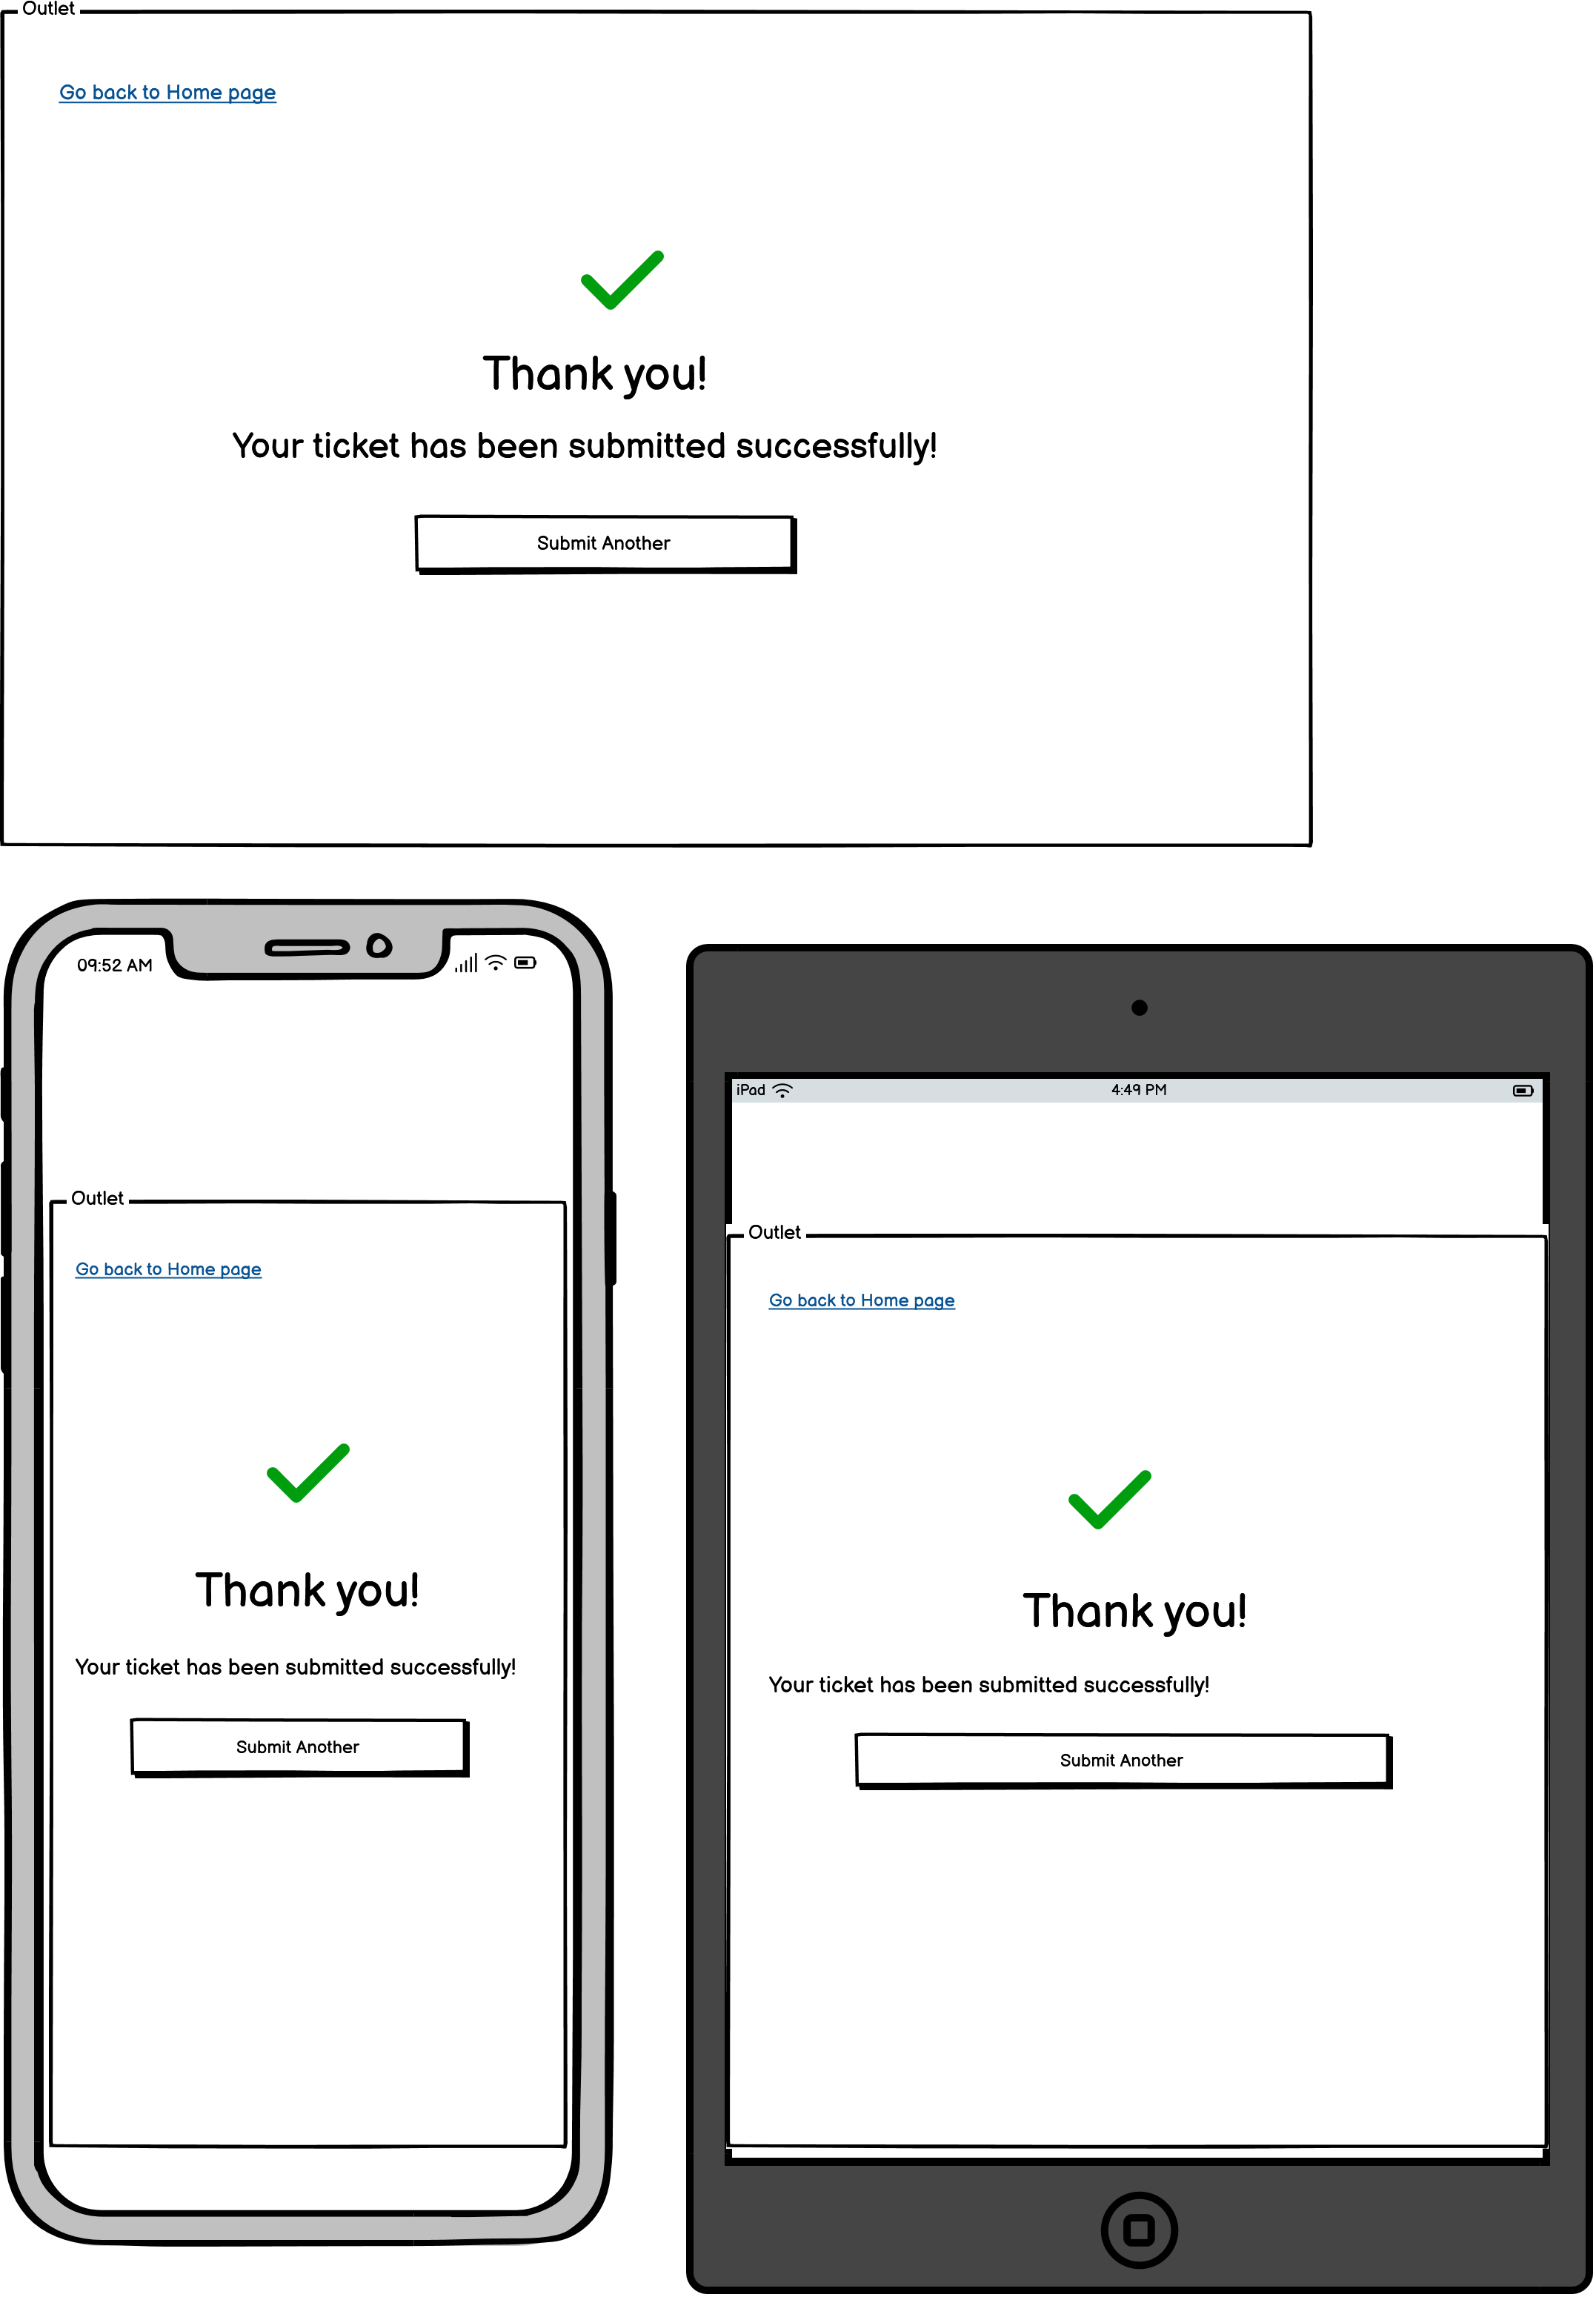 Outlet
Go back to Home page
Thank you!
Your ticket has been submitted successfully!
Submit Another
09:52 AM
Outlet
Go back to Home page
Thank you!
Your ticket has been submitted successfully!
Submit Another
iPad
4:49 PM
Outlet
Go back to Home page
Thank you!
Your ticket has been submitted successfully!
Submit Another